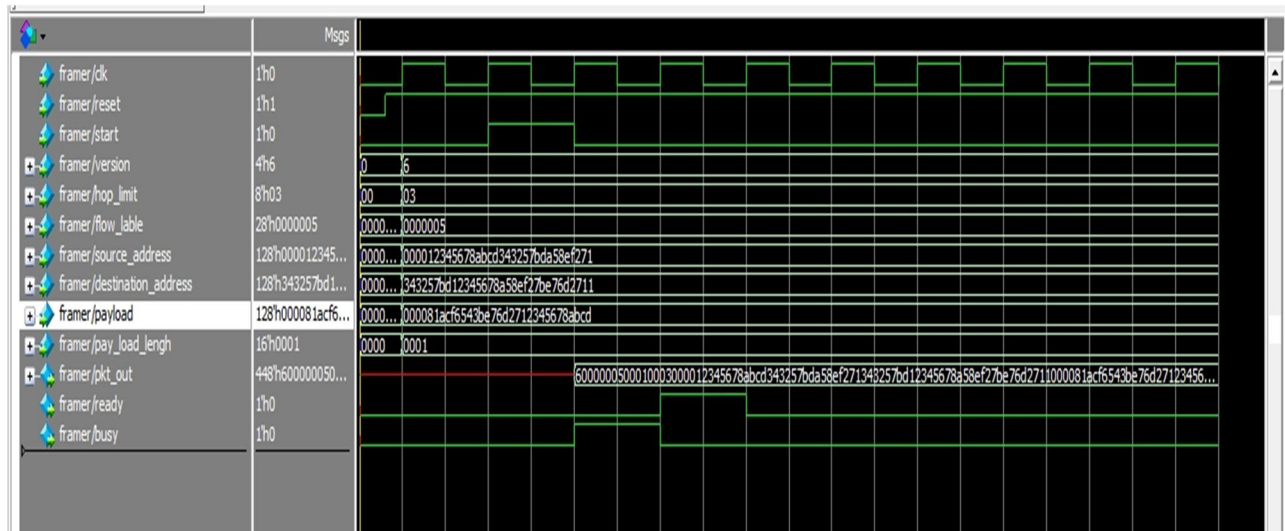 Msgs
framer/clk 1'h0
framer/reset 1'h1
framer/start 1'h0
framer/version 4'h6 0 6
framer/hop_limit 8'h03 00 03
framer/flow_lable 28'h0000005 0000... 0000005
framer/source_address 128'h000012345... 0000... 000012345678abcd343257bda58ef271
framer/destination_address 128'h343257bd1... 0000... 343257bd12345678a58ef27be76d2711
framer/payload 128'h000081acf6... 0000... 000081acf6543be76d2712345678abcd
framer/pay_load_lengh 16'h0001 0000 0001
framer/pkt_out 448'h600000050... 6000000500010003000012345678abcd343257bda58ef271343257bd12345678a58ef27be76d2711000081acf6543be76d27123456...
framer/ready 1'h0
framer/busy 1'h0